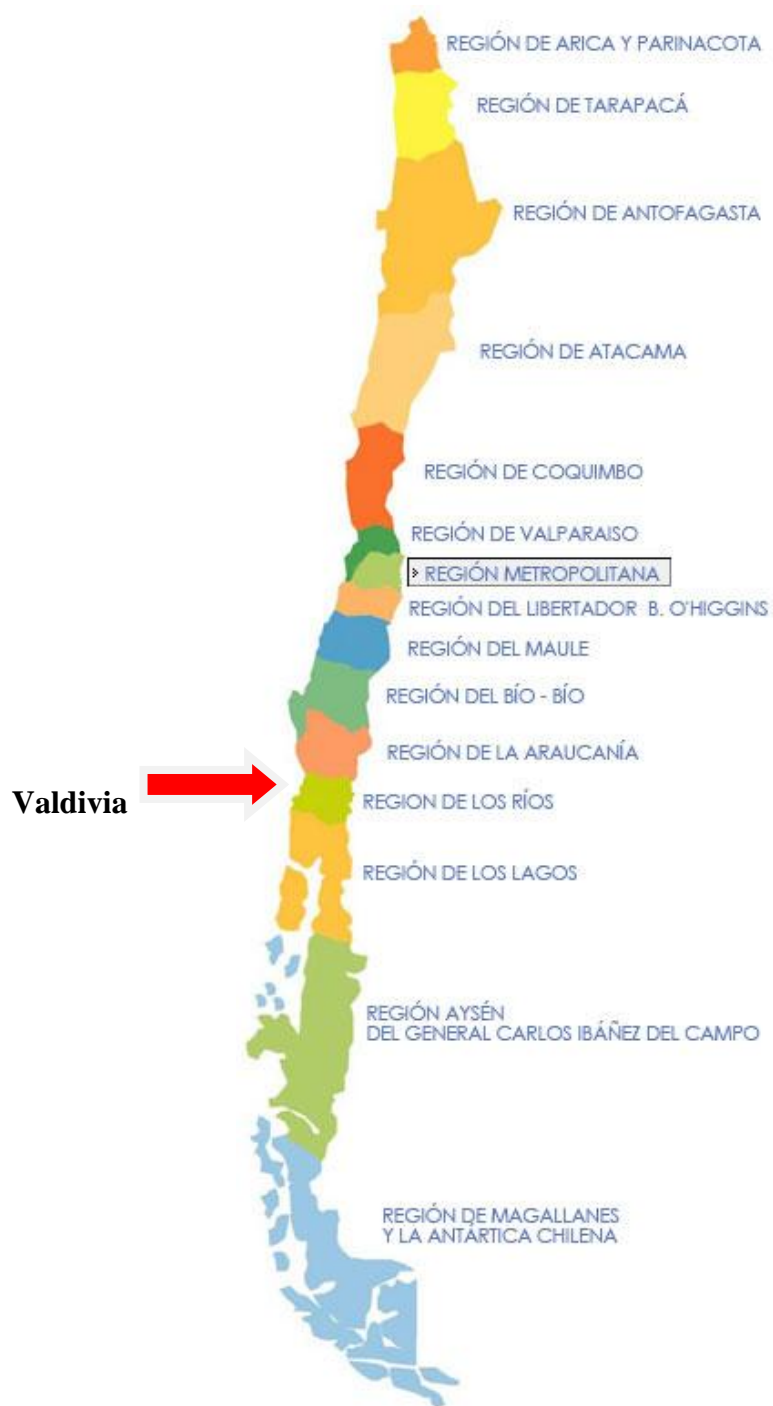 REGIÓN DE ARICA Y PARINACOTA
REGIÓN DE TARAPACÁ
REGIÓN DE ANTOFAGASTA
REGIÓN DE ATACAMA
REGIÓN DE COQUIMBO
REGIÓN DE VALPARAISO
REGIÓN METROPOLITANA
REGIÓN DEL LIBERTADOR B. O'HIGGINS
REGIÓN DEL MAULE
REGIÓN DEL BÍO - BÍO
REGIÓN DE LA ARAUCANÍA
Valdivia
REGION DE LOS RÍOS
REGIÓN DE LOS LAGOS
REGIÓN AYSÉN
DEL GENERAL CARLOS IBÁÑEZ DEL CAMPO
REGIÓN DE MAGALLANES
Y LA ANTÁRTICA CHILENA